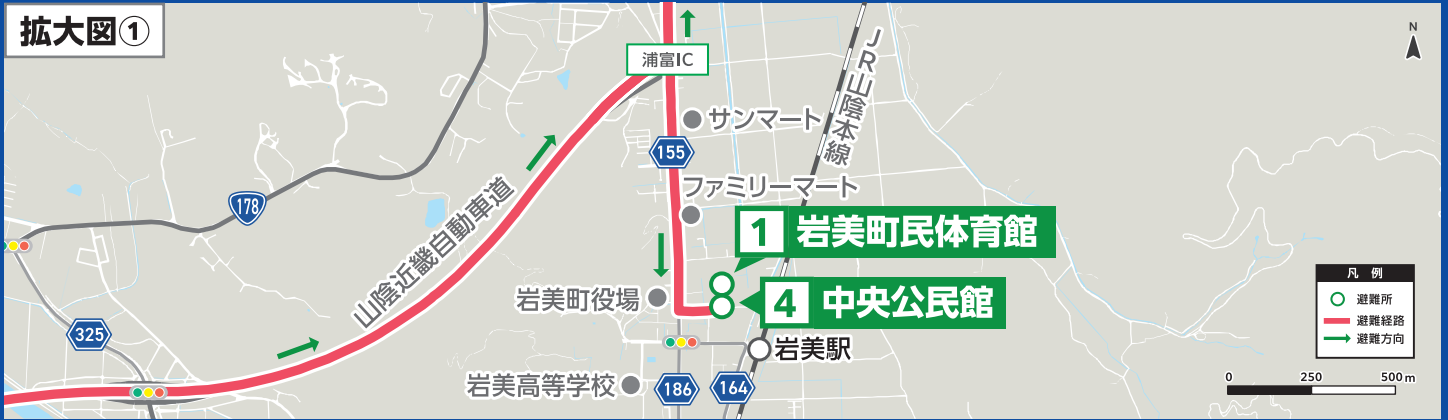 拡大図①
浦富IC
N
JR山陰本線
サンマート
155
ファミリーマート
178
山陰近畿自動車道
1 岩美町民体育館
岩美町役場
4 中央公民館
凡 例
避難所
避難経路
避難方向
325
岩美駅
岩美高等学校
186
164
0 250 500m